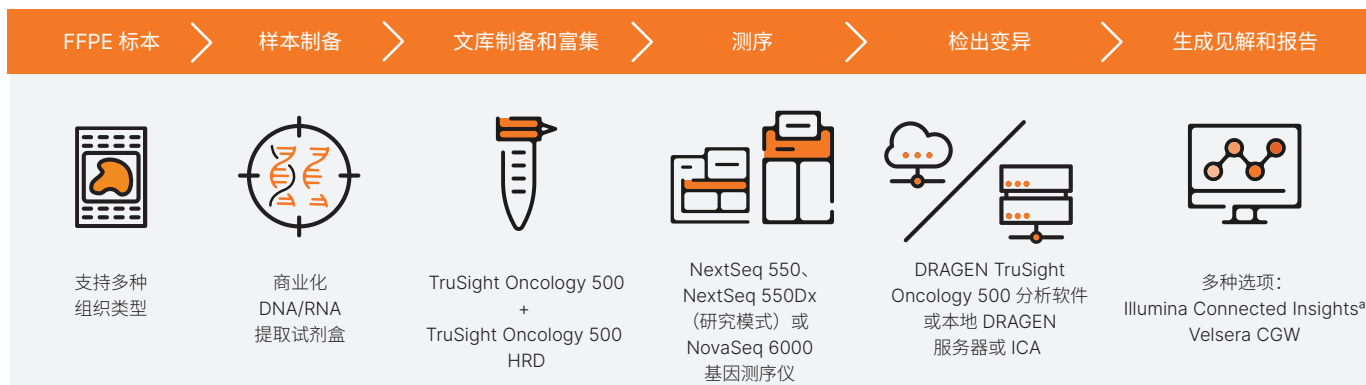 FFPE 标本
样本制备
文库制备和富集
测序
检出变异
生成见解和报告
支持多种
组织类型
商业化
DNA/RNA
提取试剂盒
TruSight Oncology 500
+
TruSight Oncology 500
HRD
NextSeq 550、
NextSeq 550Dx
（研究模式）或
NovaSeq 6000
基因测序仪
DRAGEN TruSight
Oncology 500 分析软件
或本地 DRAGEN
服务器或 ICA
多种选项：
Illumina Connected Insightsª
Velsera CGW